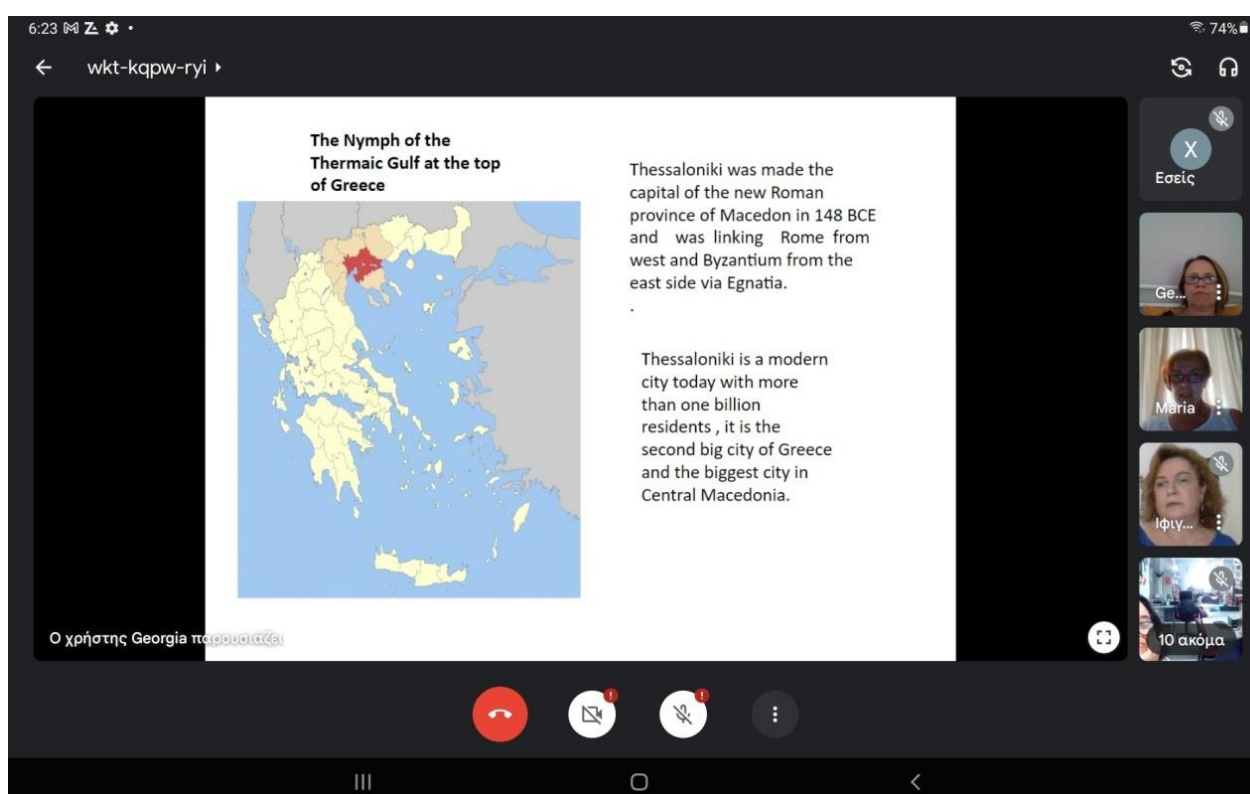 6:23
74%
wkt-kqpw-ryi
The Nymph of the
Thermaic Gulf at the top
of Greece
Thessaloniki was made the
capital of the new Roman
province of Macedon in 148 BCE
and was linking Rome from
west and Byzantium from the
east side via Egnatia.
.
Thessaloniki is a modern
city today with more
than one billion
residents , it is the
second big city of Greece
and the biggest city in
Central Macedonia.
Ο χρήστης Georgia παρουσιάζει
X
Εσείς
Ge...
Maria
Ιφιγ...
10 ακόμα